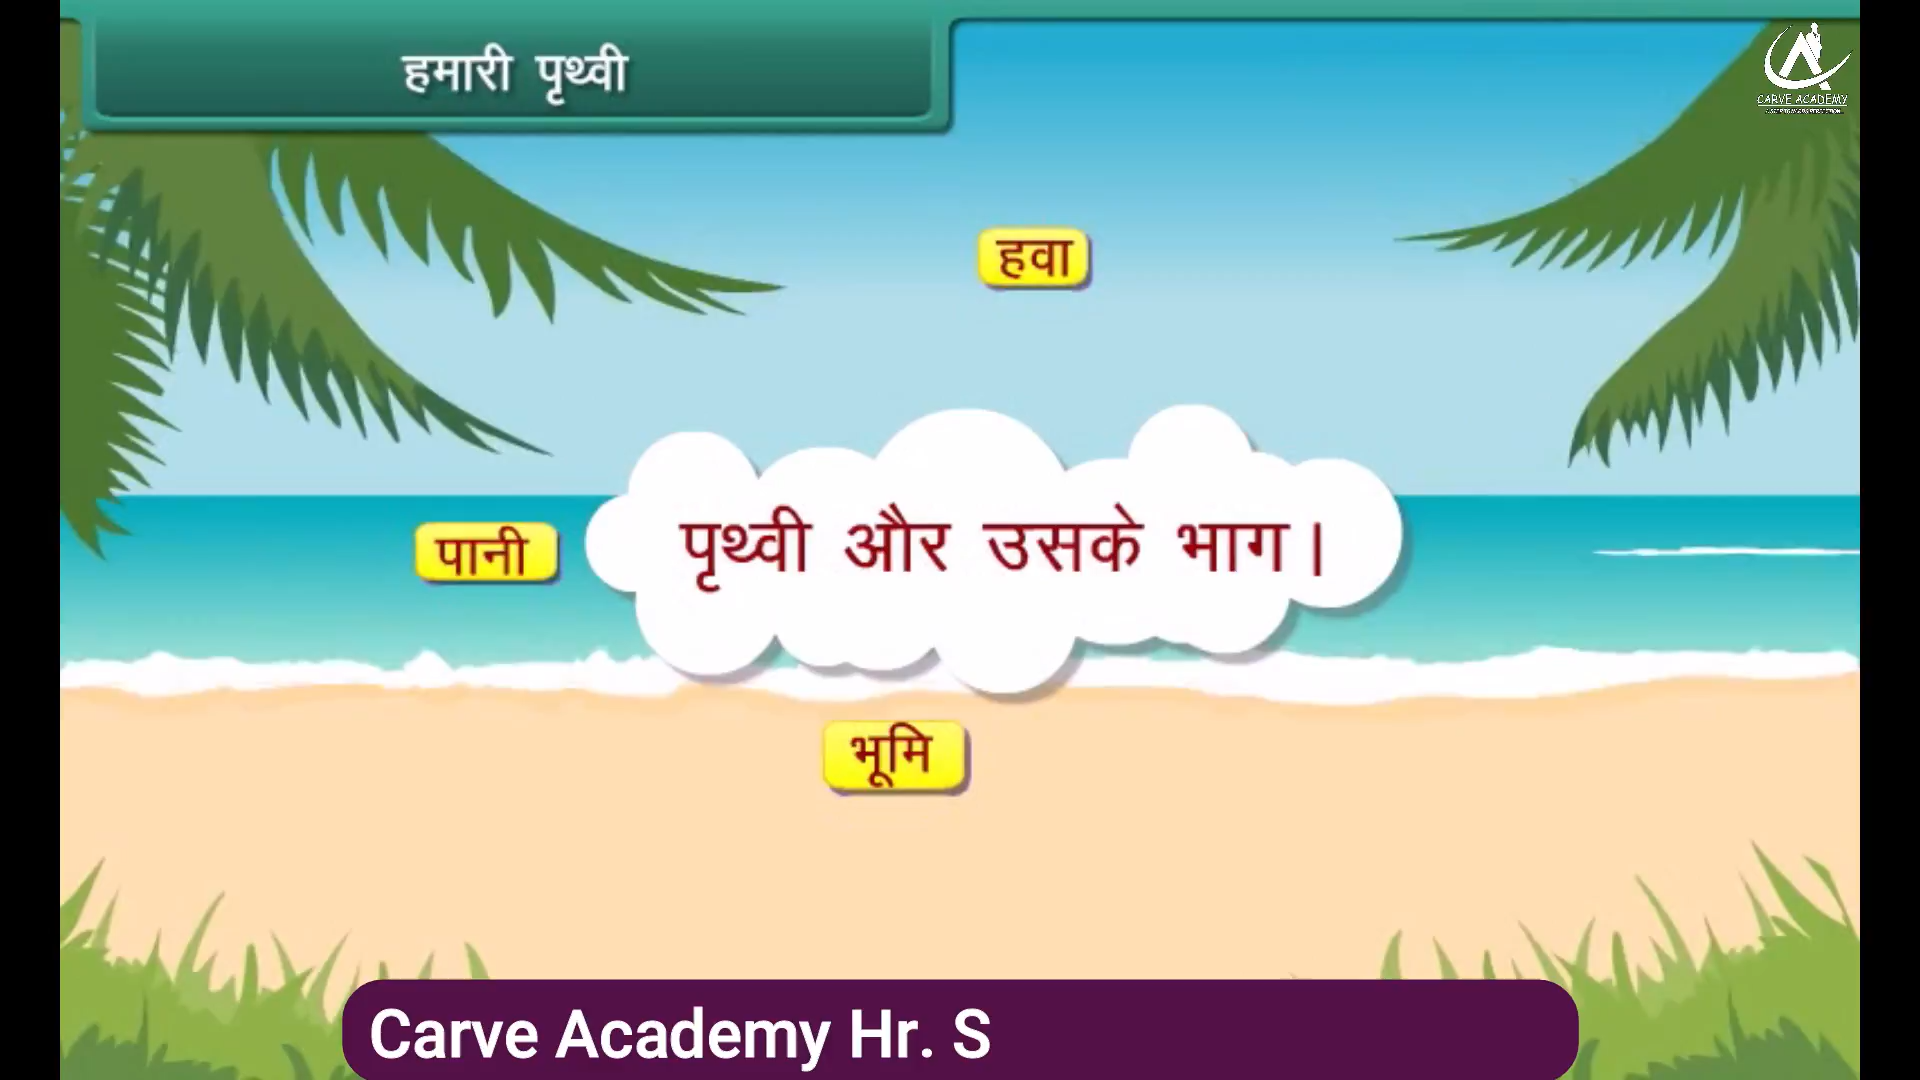 हमारी पृथ्वी
CARVE ACADEMY
हवा
पानी
पृथ्वी और उसके भाग।
भूमि
Carve Academy Hr. S